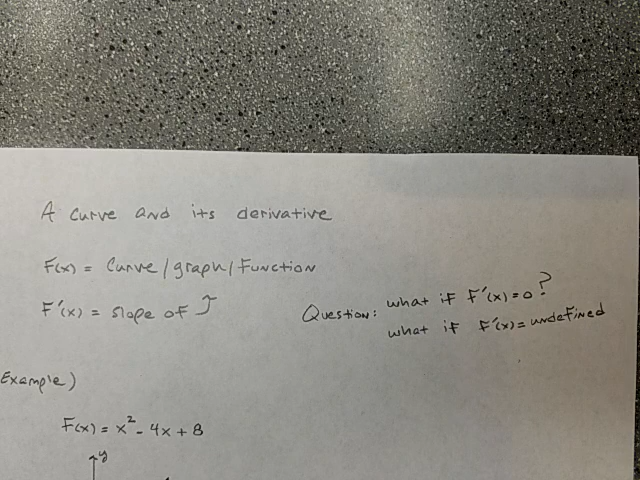 A curve and its derivative
F(x) = Curve/graph/Function
F'(x) = slope of ↑
Question: what if F'(x)=0?
what if F'(x)=undefined
Example)
F(x) = x² - 4x + 8
y